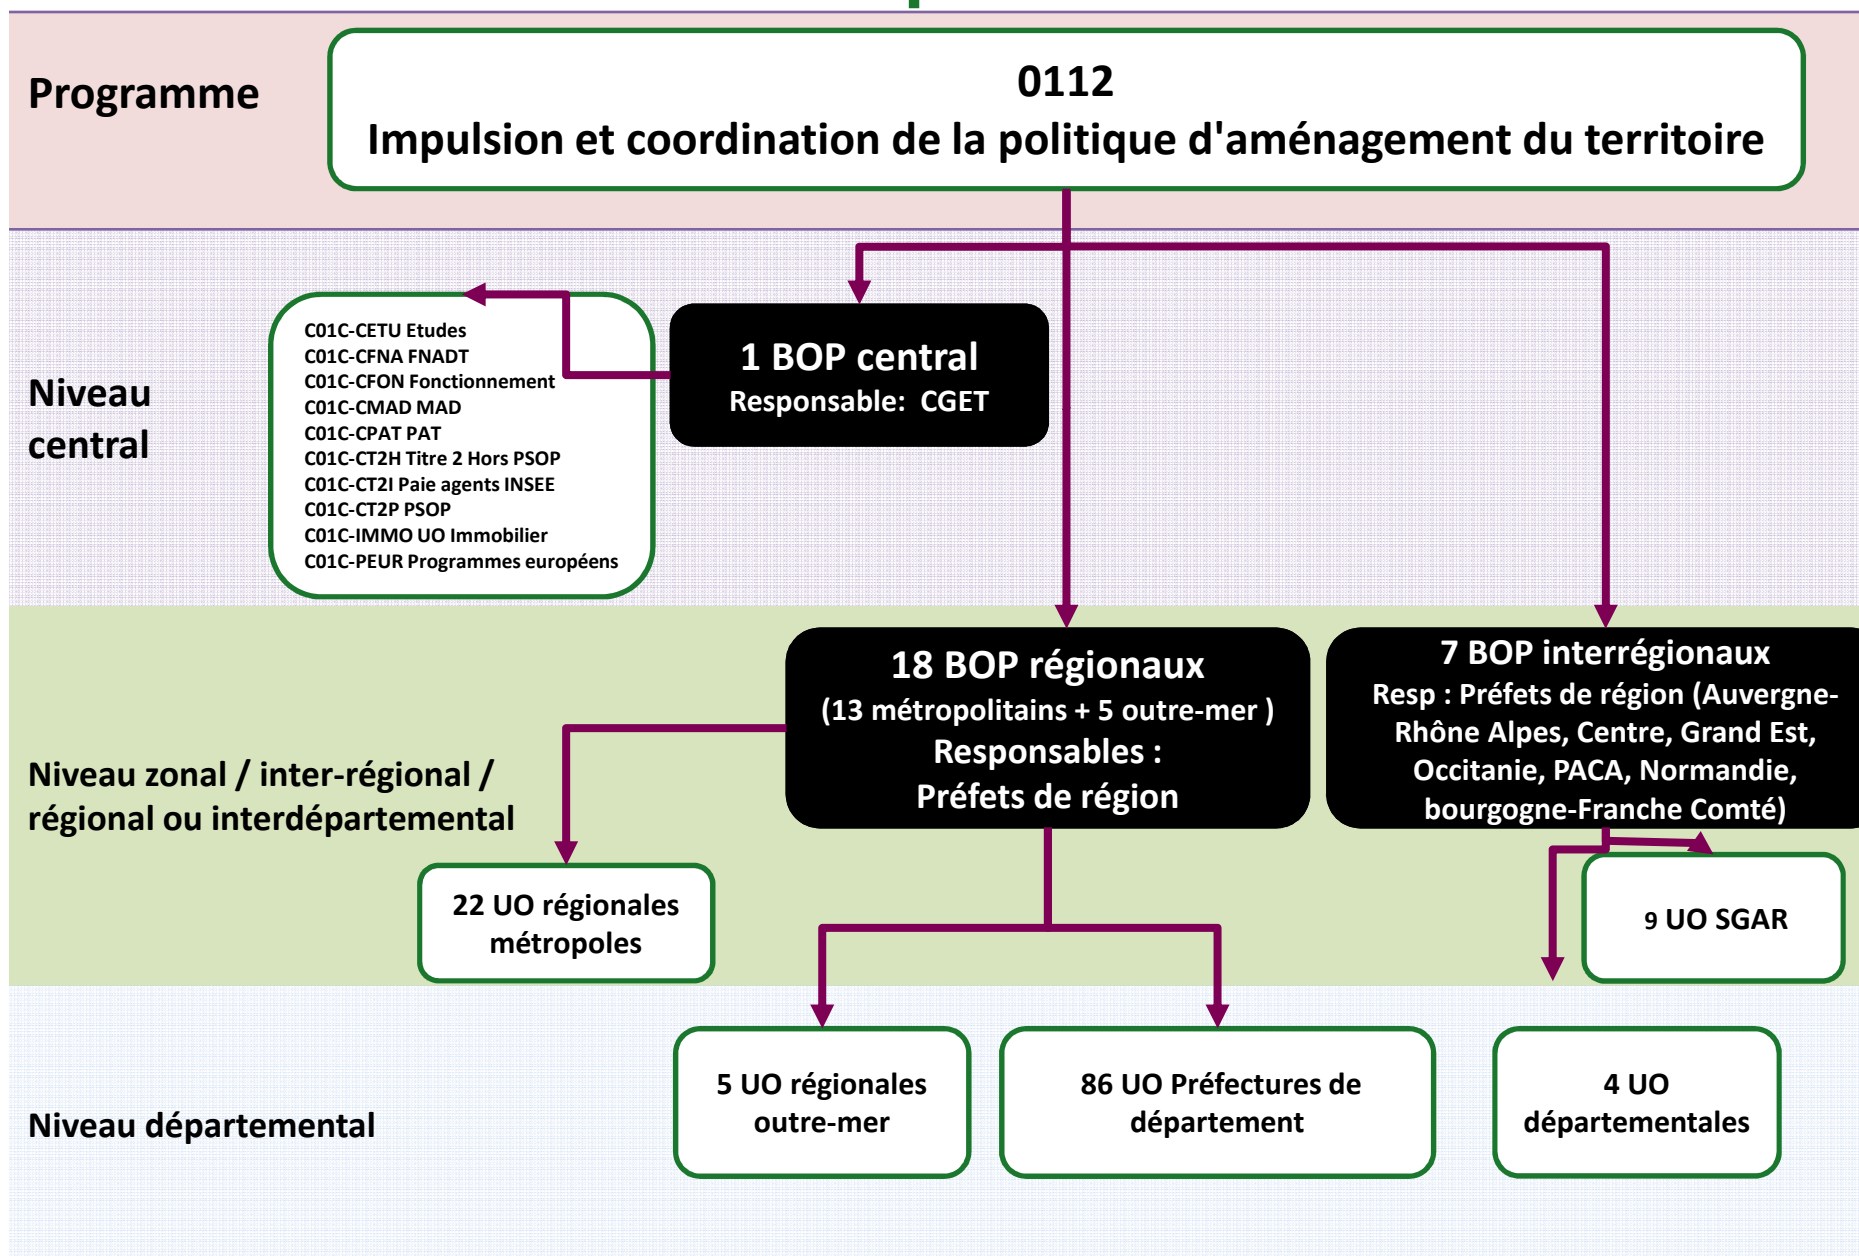 Programme
0112
Impulsion et coordination de la politique d'aménagement du territoire
Niveau
central
C01C-CETU Etudes
C01C-CFNA FNADT
C01C-CFON Fonctionnement
C01C-CMAD MAD
C01C-CPAT PAT
C01C-CT2H Titre 2 Hors PSOP
C01C-CT2I Paie agents INSEE
C01C-CT2P PSOP
C01C-IMMO UO Immobilier
C01C-PEUR Programmes européens
1 BOP central
Responsable: CGET
Niveau zonal / inter-régional /
régional ou interdépartemental
18 BOP régionaux
(13 métropolitains + 5 outre-mer )
Responsables :
Préfets de région
7 BOP interrégionaux
Resp : Préfets de région (Auvergne-
Rhône Alpes, Centre, Grand Est,
Occitanie, PACA, Normandie,
bourgogne-Franche Comté)
22 UO régionales
métropoles
9 UO SGAR
Niveau départemental
5 UO régionales
outre-mer
86 UO Préfectures de
département
4 UO
départementales